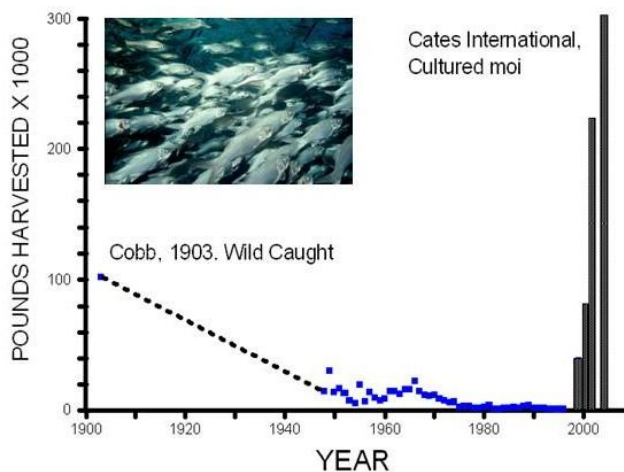 POUNDS HARVESTED X 1000
300
200
100
0
Cates International,
Cultured moi
Cobb, 1903. Wild Caught
1900
1920
1940
1960
1980
2000
YEAR